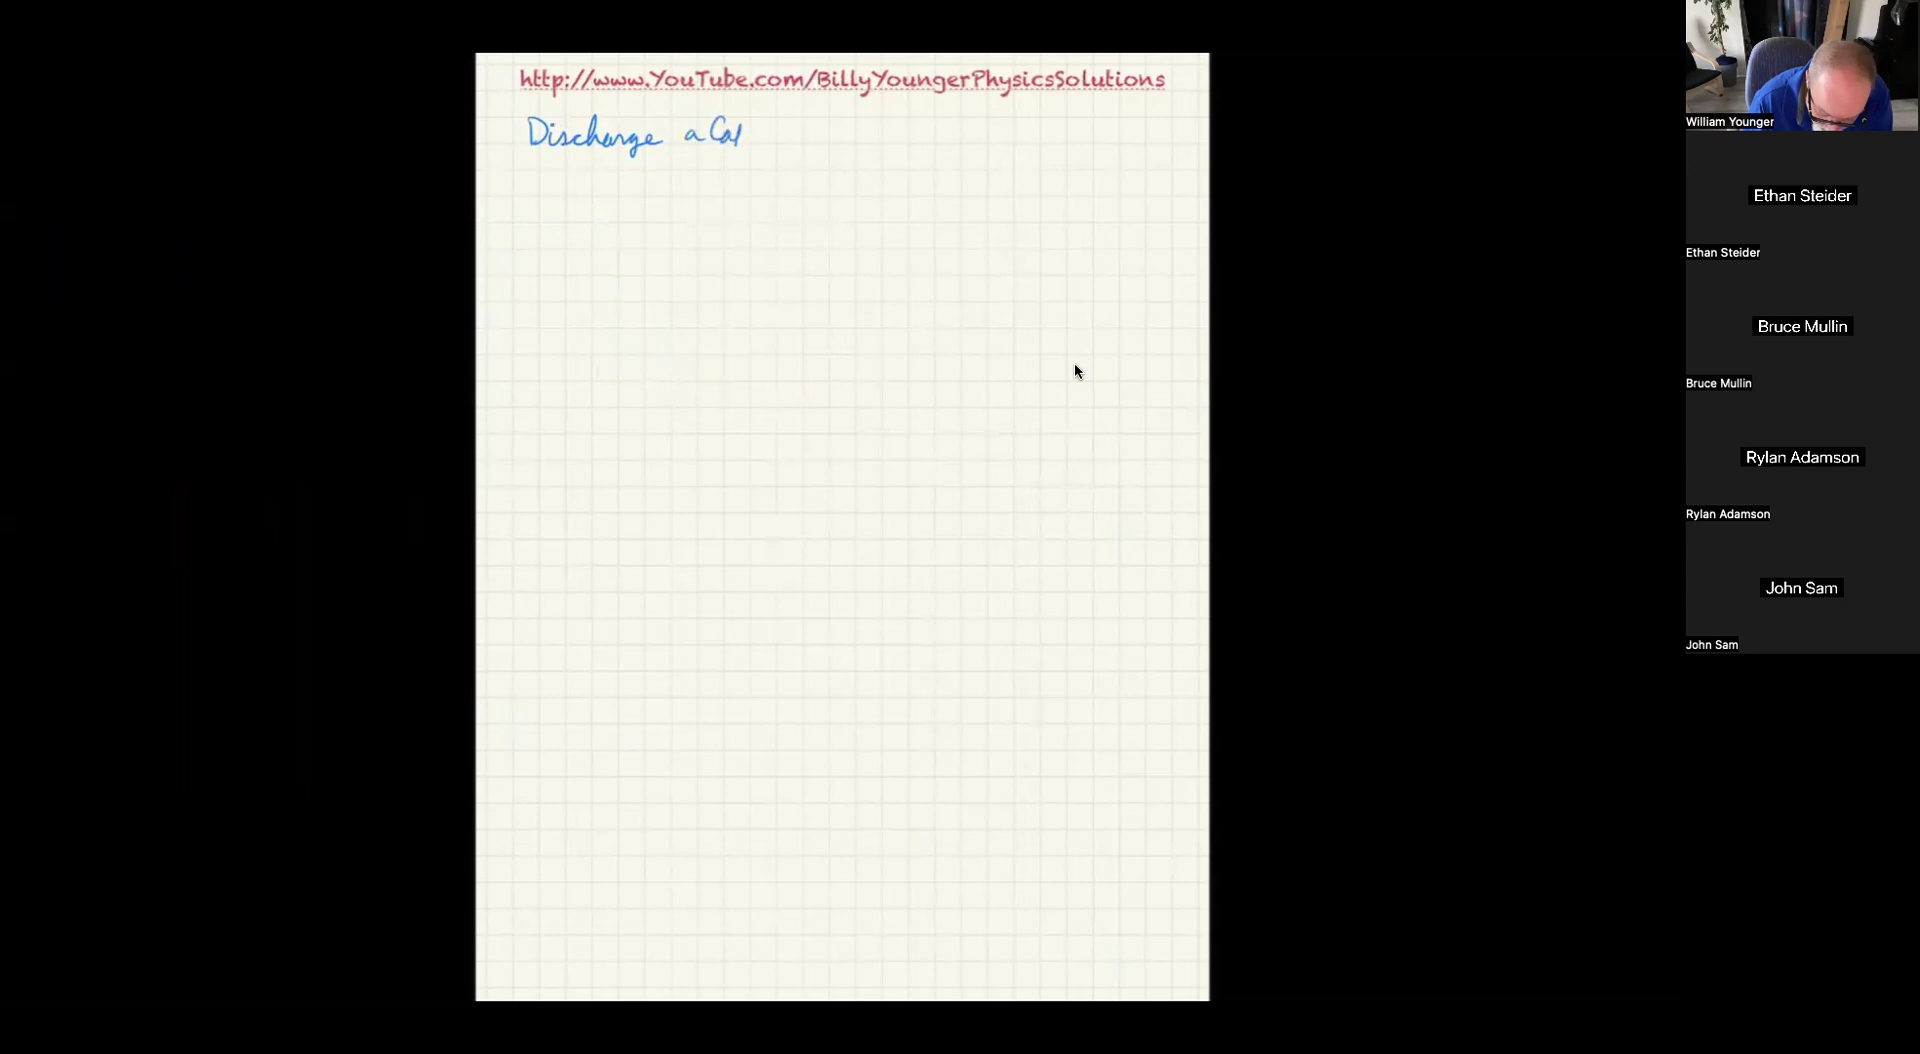 http://www.YouTube.com/BillyYoungerPhysicsSolutions
Discharge a Cap
William Younger
Ethan Steider
Ethan Steider
Bruce Mullin
Bruce Mullin
Rylan Adamson
Rylan Adamson
John Sam
John Sam